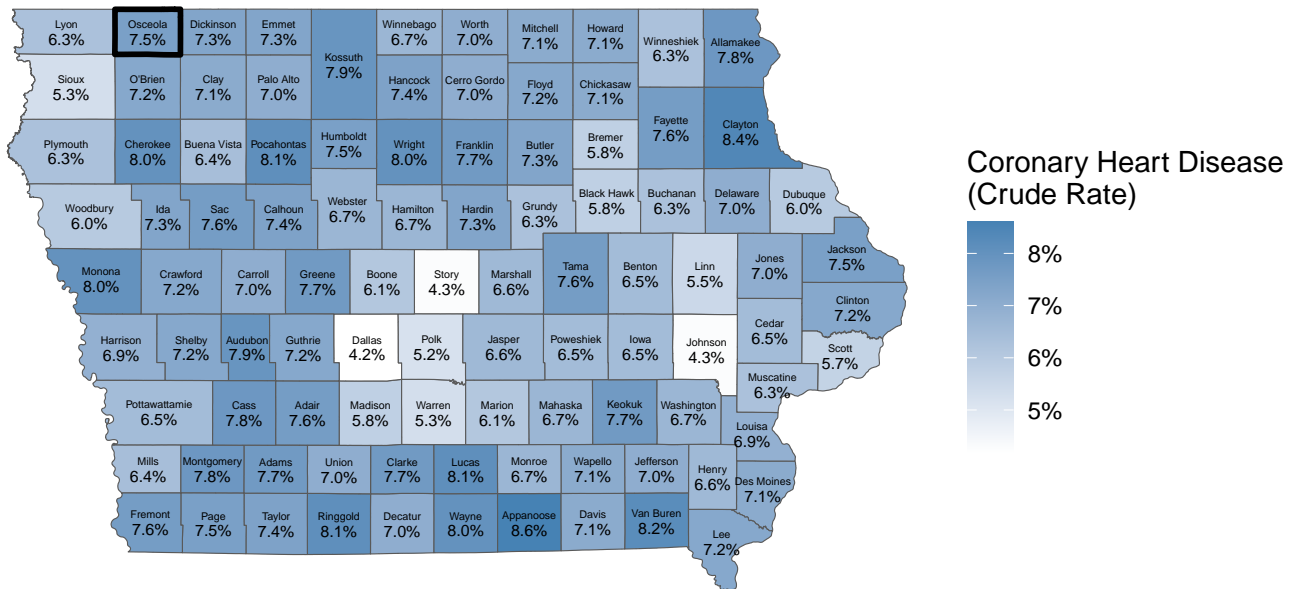 Lyon
6.3%
Osceola
7.5%
Dickinson
7.3%
Emmet
7.3%
Kossuth
7.9%
Winnebago
6.7%
Worth
7.0%
Mitchell
7.1%
Howard
7.1%
Winneshiek
6.3%
Allamakee
7.8%
Sioux
5.3%
O'Brien
7.2%
Clay
7.1%
Palo Alto
7.0%
Hancock
7.4%
Cerro Gordo
7.0%
Floyd
7.2%
Chickasaw
7.1%
Fayette
7.6%
Clayton
8.4%
Plymouth
6.3%
Cherokee
8.0%
Buena Vista
6.4%
Pocahontas
8.1%
Humboldt
7.5%
Wright
8.0%
Franklin
7.7%
Butler
7.3%
Bremer
5.8%
Woodbury
6.0%
Ida
7.3%
Sac
7.6%
Calhoun
7.4%
Webster
6.7%
Hamilton
6.7%
Hardin
7.3%
Grundy
6.3%
Black Hawk
5.8%
Buchanan
6.3%
Delaware
7.0%
Dubuque
6.0%
Monona
8.0%
Crawford
7.2%
Carroll
7.0%
Greene
7.7%
Boone
6.1%
Story
4.3%
Marshall
6.6%
Tama
7.6%
Benton
6.5%
Linn
5.5%
Jones
7.0%
Jackson
7.5%
Clinton
7.2%
Harrison
6.9%
Shelby
7.2%
Audubon
7.9%
Guthrie
7.2%
Dallas
4.2%
Polk
5.2%
Jasper
6.6%
Poweshiek
6.5%
Iowa
6.5%
Johnson
4.3%
Cedar
6.5%
Scott
5.7%
Muscatine
6.3%
Pottawattamie
6.5%
Cass
7.8%
Adair
7.6%
Madison
5.8%
Warren
5.3%
Marion
6.1%
Mahaska
6.7%
Keokuk
7.7%
Washington
6.7%
Louisa
6.9%
Mills
6.4%
Montgomery
7.8%
Adams
7.7%
Union
7.0%
Clarke
7.7%
Lucas
8.1%
Monroe
6.7%
Wapello
7.1%
Jefferson
7.0%
Henry
6.6%
Des Moines
7.1%
Fremont
7.6%
Page
7.5%
Taylor
7.4%
Ringgold
8.1%
Decatur
7.0%
Wayne
8.0%
Appanoose
8.6%
Davis
7.1%
Van Buren
8.2%
Lee
7.2%
Coronary Heart Disease
(Crude Rate)
8%
7%
6%
5%